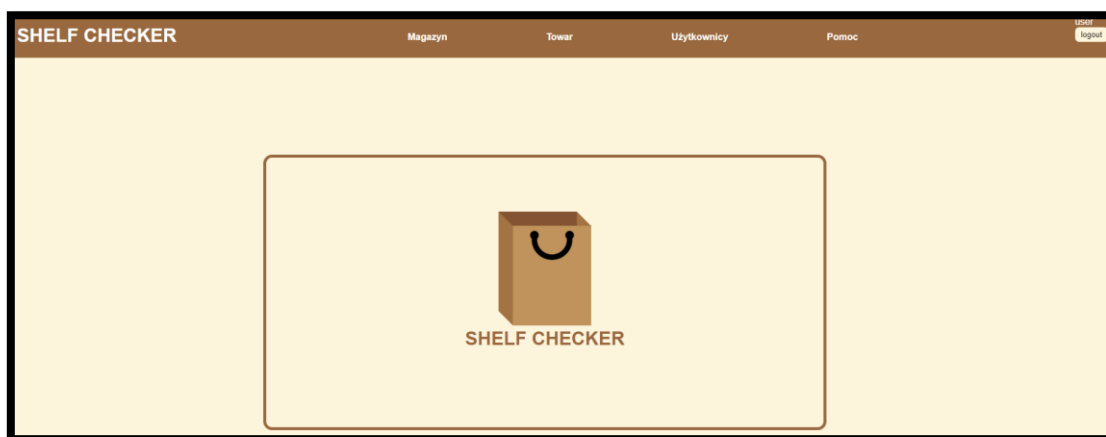 SHELF CHECKER
Magazyn
Towar
Użytkownicy
Pomoc
user
logout
SHELF CHECKER